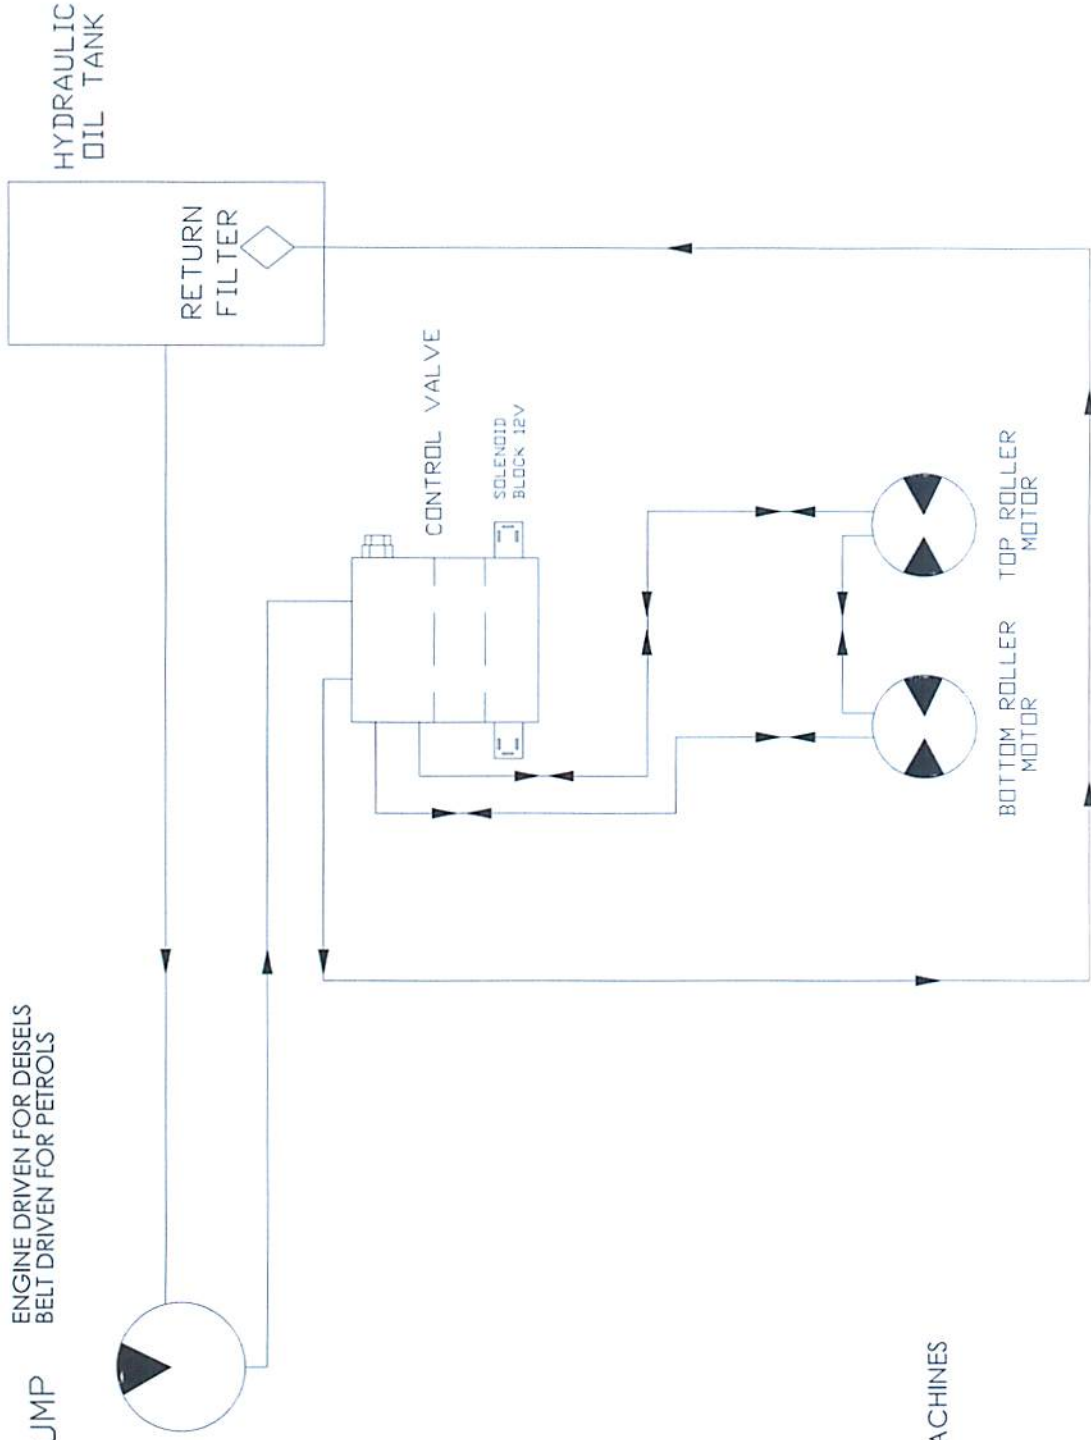 HYDRAULIC
OIL TANK
RETURN
FILTER
CONTROL VALVE
SOLENOID
BLOCK 12V
TOP ROLLER
MOTOR
BOTTOM ROLLER
MOTOR
ENGINE DRIVEN FOR DEISELS
BELT DRIVEN FOR PETROLS
UMP
ACHINES